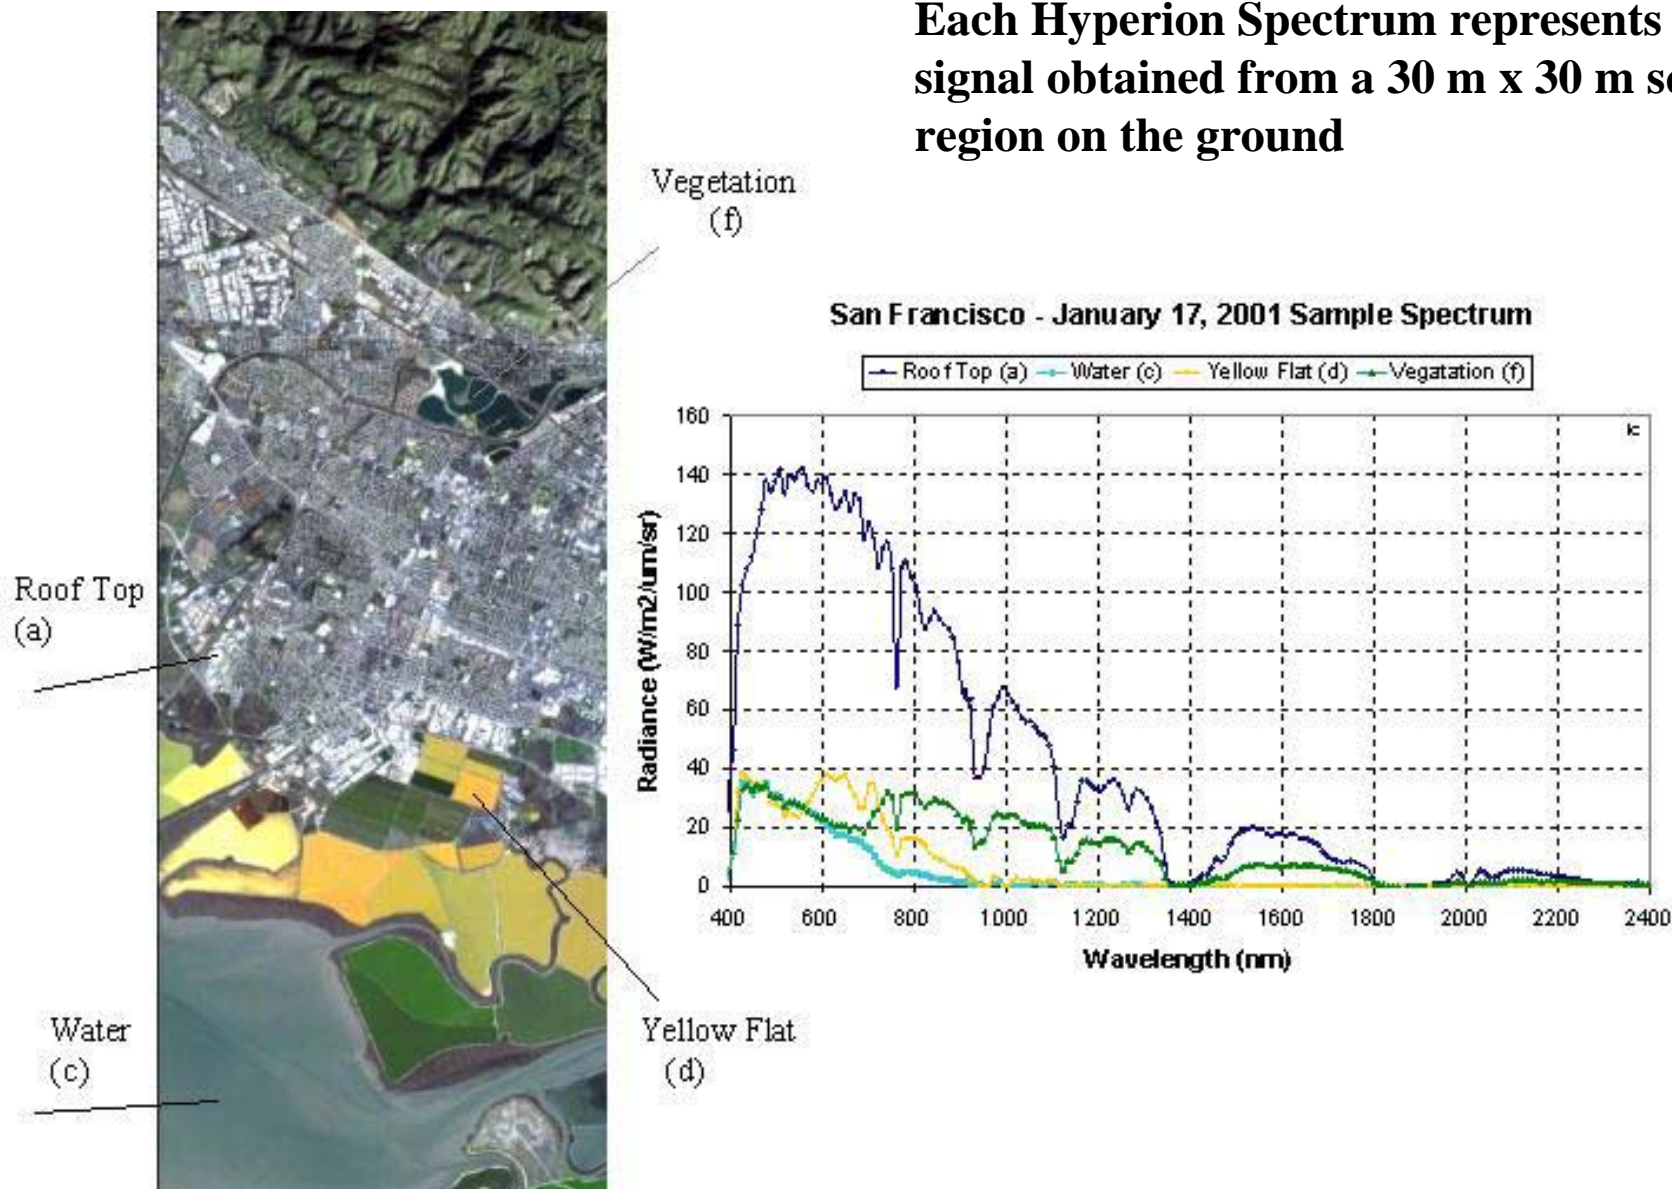 Each Hyperion Spectrum represents
signal obtained from a 30 m x 30 m
region on the ground
Vegetation
(f)
Roof Top
(a)
Water
(c)
Yellow Flat
(d)
San Francisco - January 17, 2001 Sample Spectrum
Roof Top (a) Water (c) Yellow Flat (d) Vegatation (f)
Radiance (W/m2/um/sr)
160
140
120
100
80
60
40
20
0
400 600 800 1000 1200 1400 1600 1800 2000 2200 2400
Wavelength (nm)